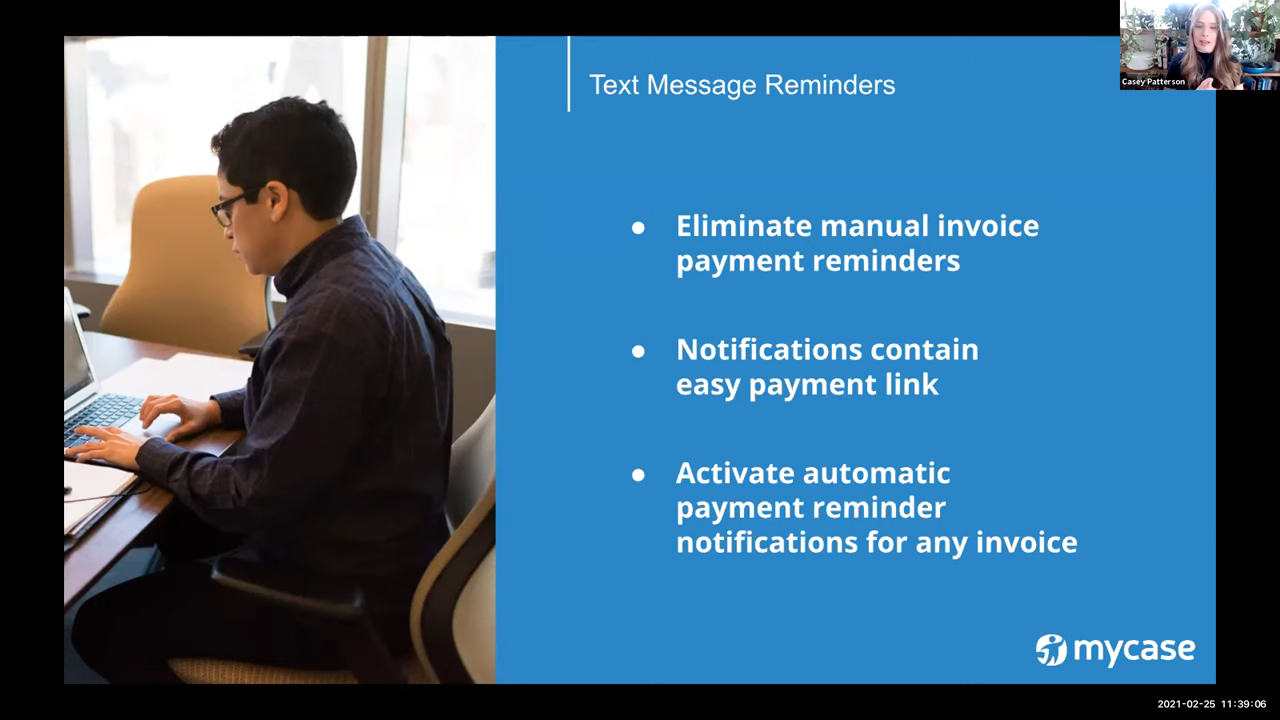 Casey Patterson
Text Message Reminders
• Eliminate manual invoice
payment reminders
• Notifications contain
easy payment link
• Activate automatic
payment reminder
notifications for any invoice
mycase
2021-02-25 11:39:06